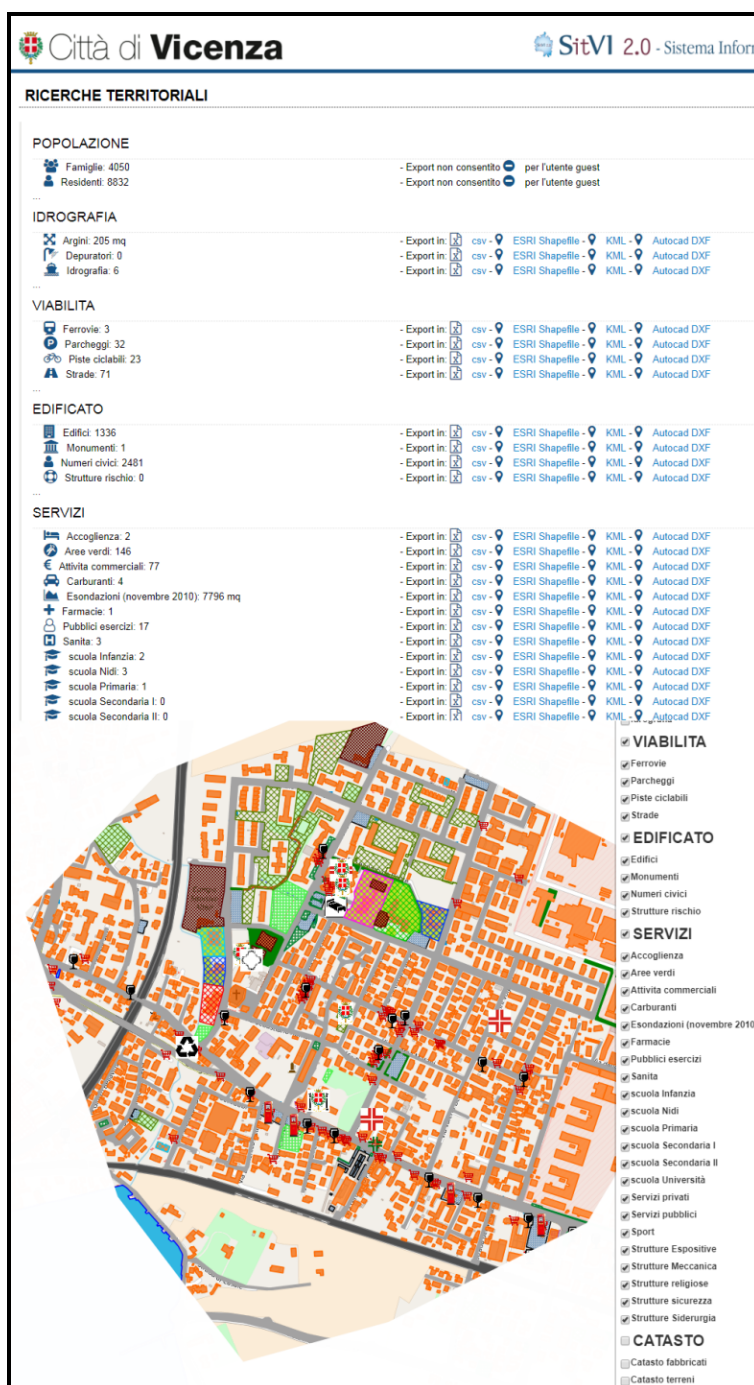 Città di Vicenza
SitVI 2.0 - Sistema Infor
RICERCHE TERRITORIALI
POPOLAZIONE
Famiglie: 4050 - Export non consentito per l'utente guest
Residenti: 8832 - Export non consentito per l'utente guest
...
IDROGRAFIA
Argini: 205 mq - Export in: csv - ESRI Shapefile - KML - Autocad DXF
Depuratori: 0 - Export in: csv - ESRI Shapefile - KML - Autocad DXF
Idrografia: 6 - Export in: csv - ESRI Shapefile - KML - Autocad DXF
...
VIABILITA
Ferrovie: 3 - Export in: csv - ESRI Shapefile - KML - Autocad DXF
Parcheggi: 32 - Export in: csv - ESRI Shapefile - KML - Autocad DXF
Piste ciclabili: 23 - Export in: csv - ESRI Shapefile - KML - Autocad DXF
Strade: 71 - Export in: csv - ESRI Shapefile - KML - Autocad DXF
...
EDIFICATO
Edifici: 1336 - Export in: csv - ESRI Shapefile - KML - Autocad DXF
Monumenti: 1 - Export in: csv - ESRI Shapefile - KML - Autocad DXF
Numeri civici: 2481 - Export in: csv - ESRI Shapefile - KML - Autocad DXF
Strutture rischio: 0 - Export in: csv - ESRI Shapefile - KML - Autocad DXF
...
SERVIZI
Accoglienza: 2 - Export in: csv - ESRI Shapefile - KML - Autocad DXF
Aree verdi: 146 - Export in: csv - ESRI Shapefile - KML - Autocad DXF
Attivita commerciali: 77 - Export in: csv - ESRI Shapefile - KML - Autocad DXF
Carburanti: 4 - Export in: csv - ESRI Shapefile - KML - Autocad DXF
Esondazioni (novembre 2010): 7796 mq - Export in: csv - ESRI Shapefile - KML - Autocad DXF
Farmacie: 1 - Export in: csv - ESRI Shapefile - KML - Autocad DXF
Pubblici esercizi: 17 - Export in: csv - ESRI Shapefile - KML - Autocad DXF
Sanita: 3 - Export in: csv - ESRI Shapefile - KML - Autocad DXF
scuola Infanzia: 2 - Export in: csv - ESRI Shapefile - KML - Autocad DXF
scuola Nidi: 3 - Export in: csv - ESRI Shapefile - KML - Autocad DXF
scuola Primaria: 1 - Export in: csv - ESRI Shapefile - KML - Autocad DXF
scuola Secondaria I: 0 - Export in: csv - ESRI Shapefile - KML - Autocad DXF
scuola Secondaria II: 0 - Export in: csv - ESRI Shapefile - KML - Autocad DXF
VIABILITA
Ferrovie
Parcheggi
Piste ciclabili
Strade
EDIFICATO
Edifici
Monumenti
Numeri civici
Strutture rischio
SERVIZI
Accoglienza
Aree verdi
Attivita commerciali
Carburanti
Esondazioni (novembre 2010
Farmacie
Pubblici esercizi
Sanita
scuola Infanzia
scuola Nidi
scuola Primaria
scuola Secondaria I
scuola Secondaria II
scuola Università
Servizi privati
Servizi pubblici
Sport
Strutture Espositive
Strutture Meccanica
Strutture religiose
Strutture sicurezza
Strutture Siderurgia
CATASTO
Catasto fabbricati
Catasto terreni